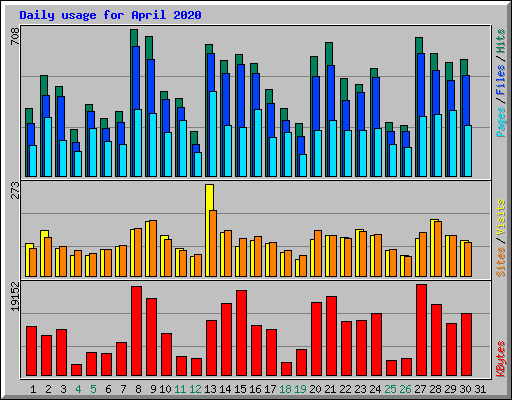 Daily usage for April 2020
708
Pages / Files / Hits
273
Sites / Visits
19152
KBytes
1 2 3 4 5 6 7 8 9 10 11 12 13 14 15 16 17 18 19 20 21 22 23 24 25 26 27 28 29 30 31